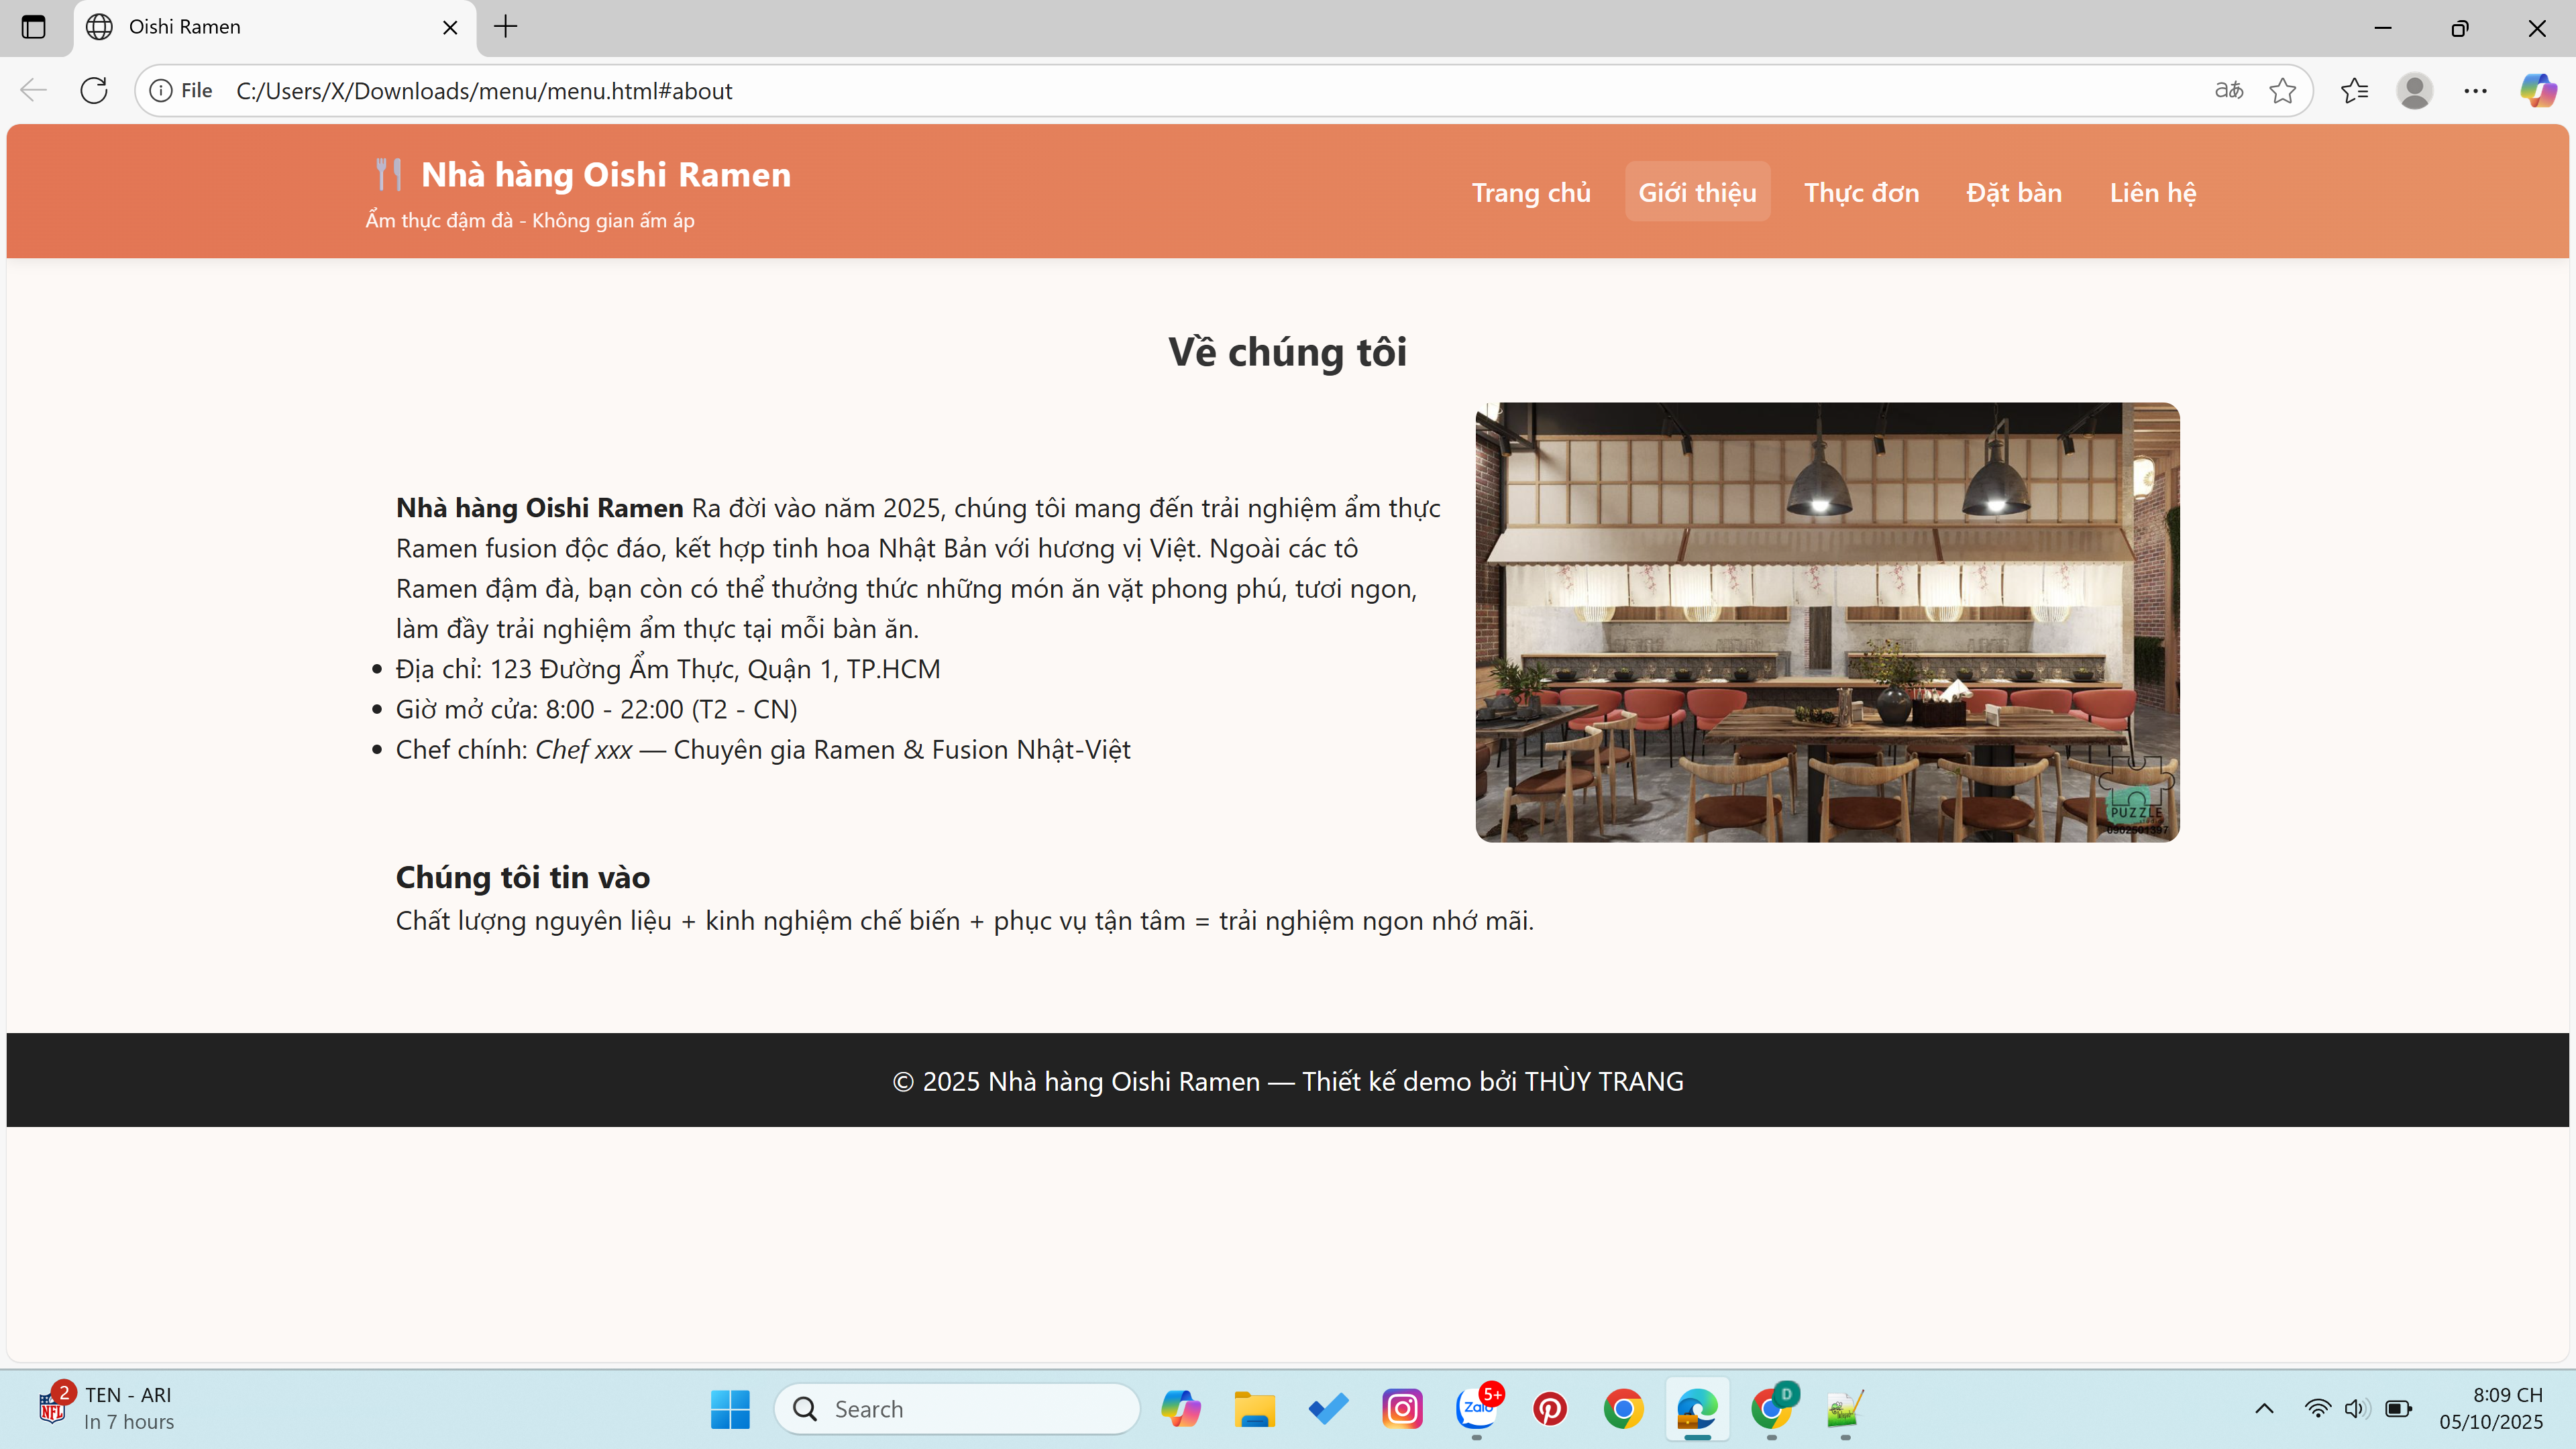 Oishi Ramen
File C:/Users/X/Downloads/menu/menu.html#about
aあ
Nhà hàng Oishi Ramen
Ẩm thực đậm đà - Không gian ấm áp
Trang chủ Giới thiệu Thực đơn Đặt bàn Liên hệ
Về chúng tôi
Nhà hàng Oishi Ramen Ra đời vào năm 2025, chúng tôi mang đến trải nghiệm ẩm thực
Ramen fusion độc đáo, kết hợp tinh hoa Nhật Bản với hương vị Việt. Ngoài các tô
Ramen đậm đà, bạn còn có thể thưởng thức những món ăn vặt phong phú, tươi ngon,
làm đầy trải nghiệm ẩm thực tại mỗi bàn ăn.
• Địa chỉ: 123 Đường Ẩm Thực, Quận 1, TP.HCM
• Giờ mở cửa: 8:00 - 22:00 (T2 - CN)
• Chef chính: Chef xxx — Chuyên gia Ramen & Fusion Nhật-Việt
PUZZLE
0902501397
Chúng tôi tin vào
Chất lượng nguyên liệu + kinh nghiệm chế biến + phục vụ tận tâm = trải nghiệm ngon nhớ mãi.
© 2025 Nhà hàng Oishi Ramen — Thiết kế demo bởi THÙY TRANG
2
NFL
TEN - ARI
In 7 hours
Search
Zalo
5+
D
8:09 CH
05/10/2025